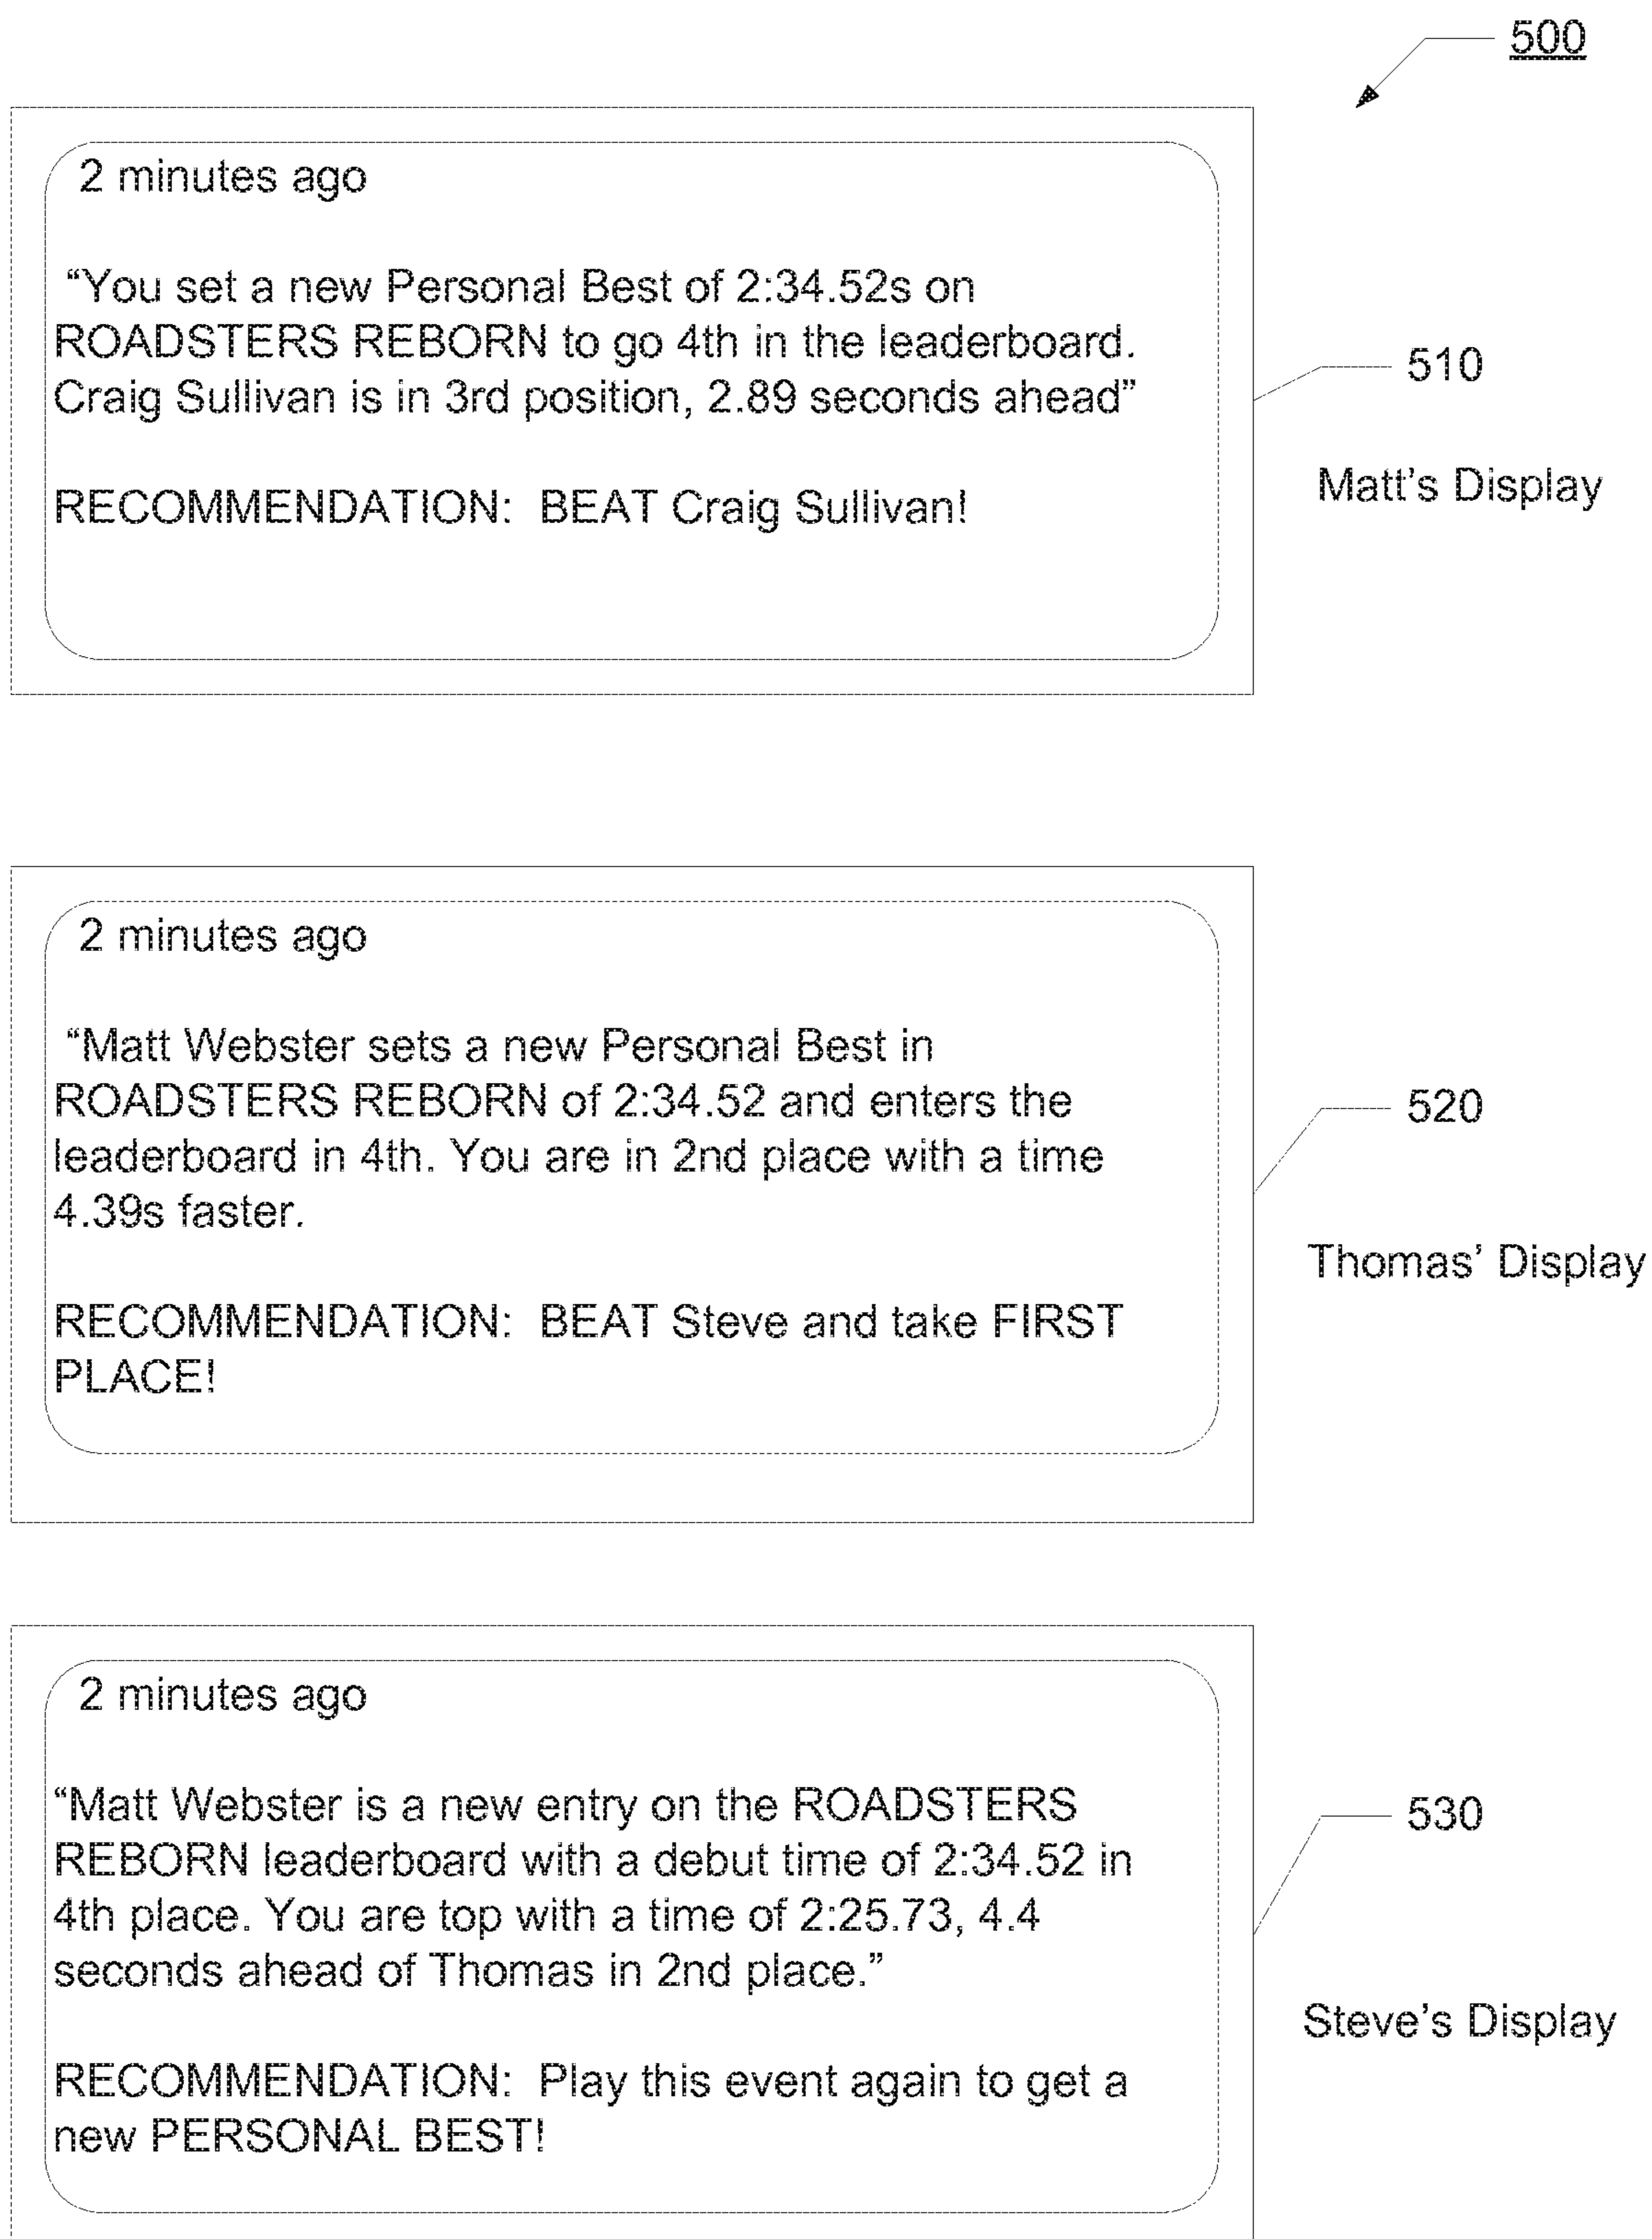 500
2 minutes ago
“You set a new Personal Best of 2:34.52s on
ROADSTERS REBORN to go 4th in the leaderboard.
Craig Sullivan is in 3rd position, 2.89 seconds ahead”
RECOMMENDATION: BEAT Craig Sullivan!
510
Matt’s Display
2 minutes ago
“Matt Webster sets a new Personal Best in
ROADSTERS REBORN of 2:34.52 and enters the
leaderboard in 4th. You are in 2nd place with a time
4.39s faster.
RECOMMENDATION: BEAT Steve and take FIRST
PLACE!
520
Thomas’ Display
2 minutes ago
“Matt Webster is a new entry on the ROADSTERS
REBORN leaderboard with a debut time of 2:34.52 in
4th place. You are top with a time of 2:25.73, 4.4
seconds ahead of Thomas in 2nd place.”
RECOMMENDATION: Play this event again to get a
new PERSONAL BEST!
530
Steve’s Display